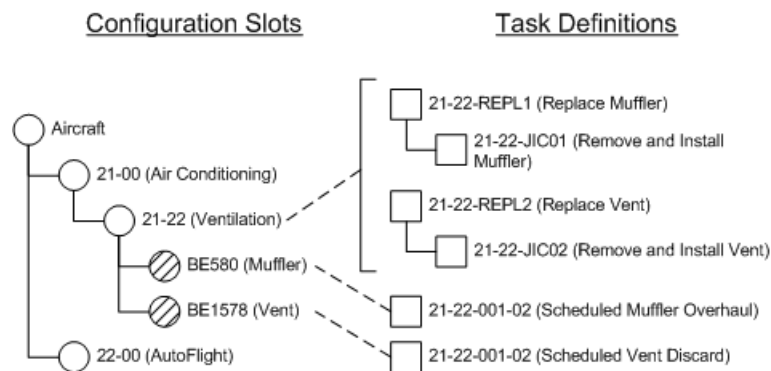 Configuration Slots
Task Definitions
Aircraft
21-00 (Air Conditioning)
21-22 (Ventilation)
BE580 (Muffler)
BE1578 (Vent)
22-00 (AutoFlight)
21-22-REPL1 (Replace Muffler)
21-22-JIC01 (Remove and Install
Muffler)
21-22-REPL2 (Replace Vent)
21-22-JIC02 (Remove and Install Vent)
21-22-001-02 (Scheduled Muffler Overhaul)
21-22-001-02 (Scheduled Vent Discard)